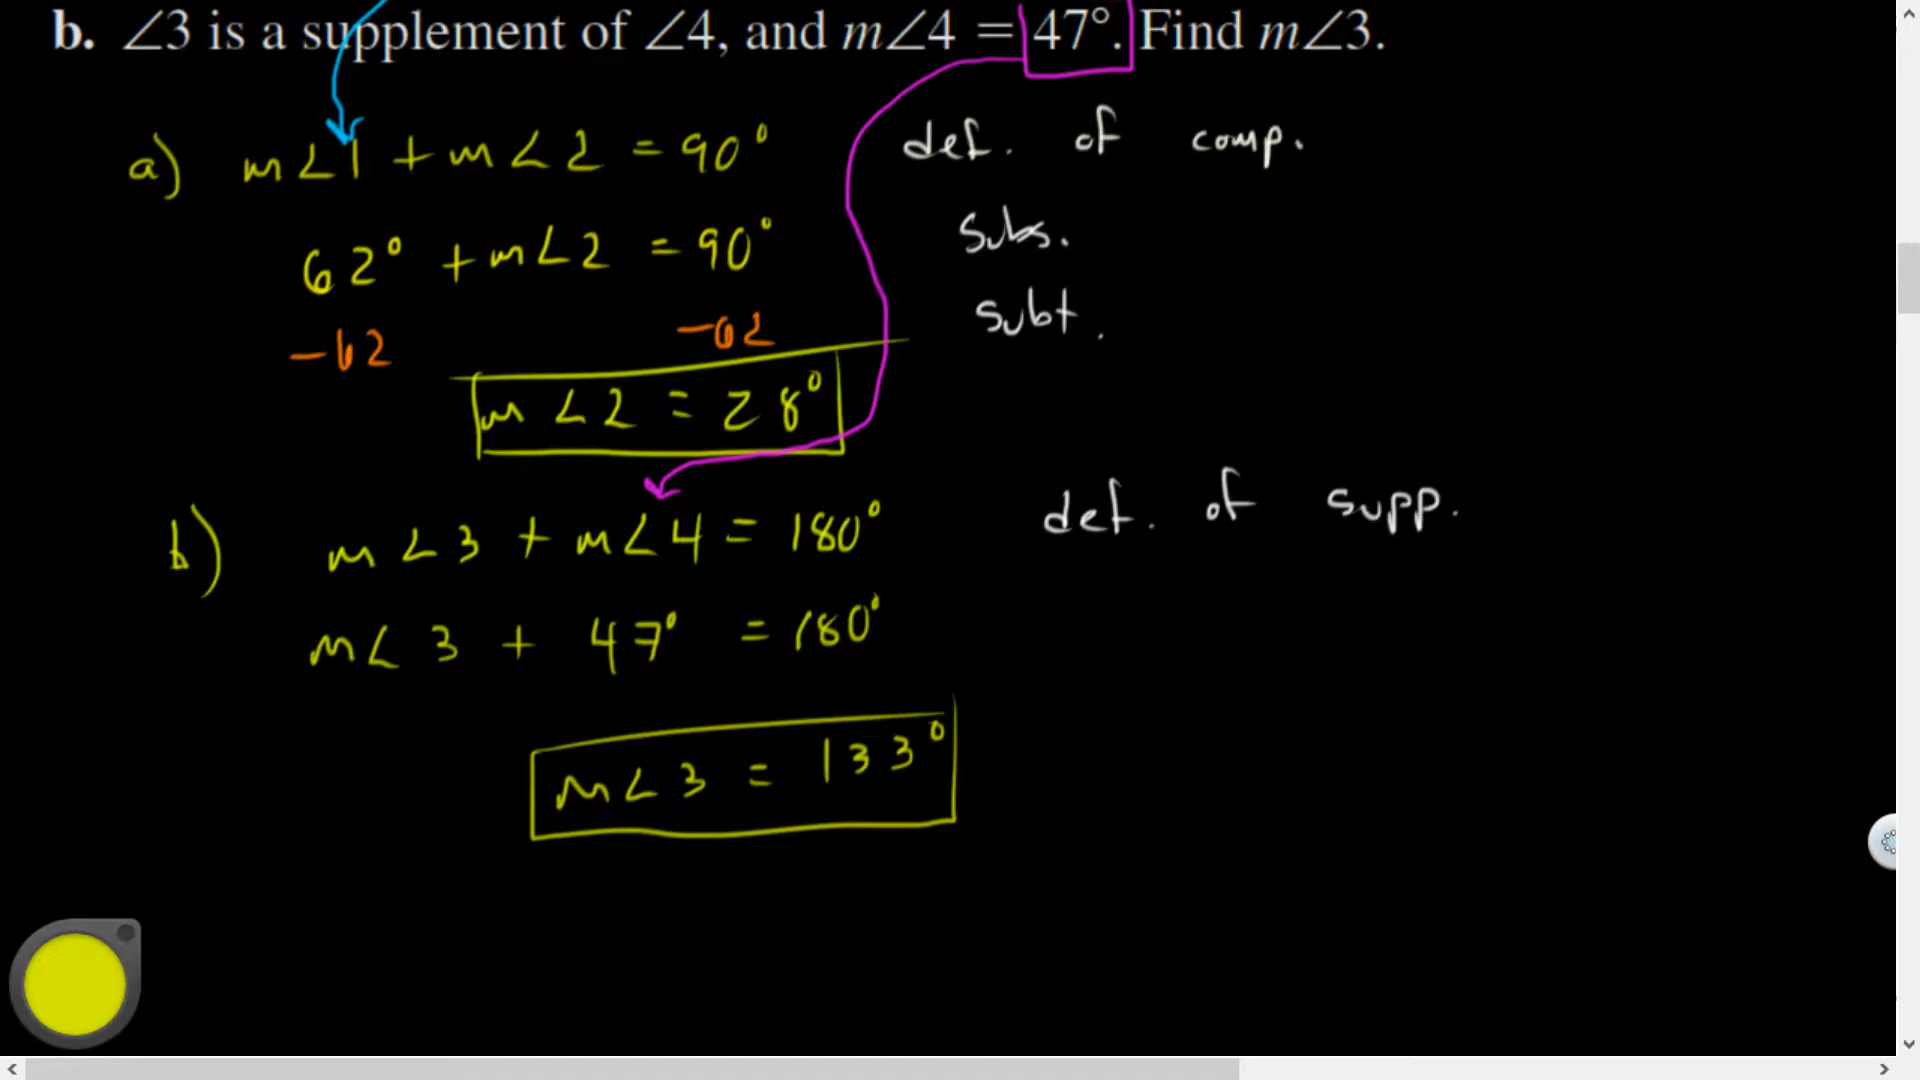 b. ∠3 is a supplement of ∠4, and m∠4 = 47°. Find m∠3.
a) m∠1 + m∠2 = 90° def. of comp.
62° + m∠2 = 90° subs.
-62 -62 subt.
m∠2 = 28°
b) m∠3 + m∠4 = 180° def. of supp.
m∠3 + 47° = 180°
m∠3 = 133°